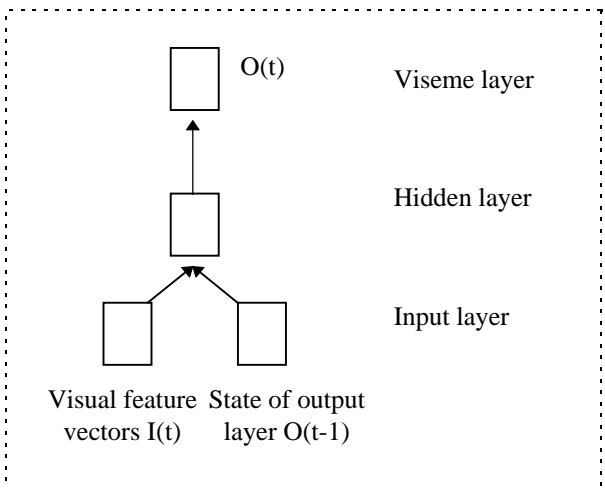 O(t)
Viseme layer
Hidden layer
Input layer
Visual feature
vectors I(t)
State of output
layer O(t-1)